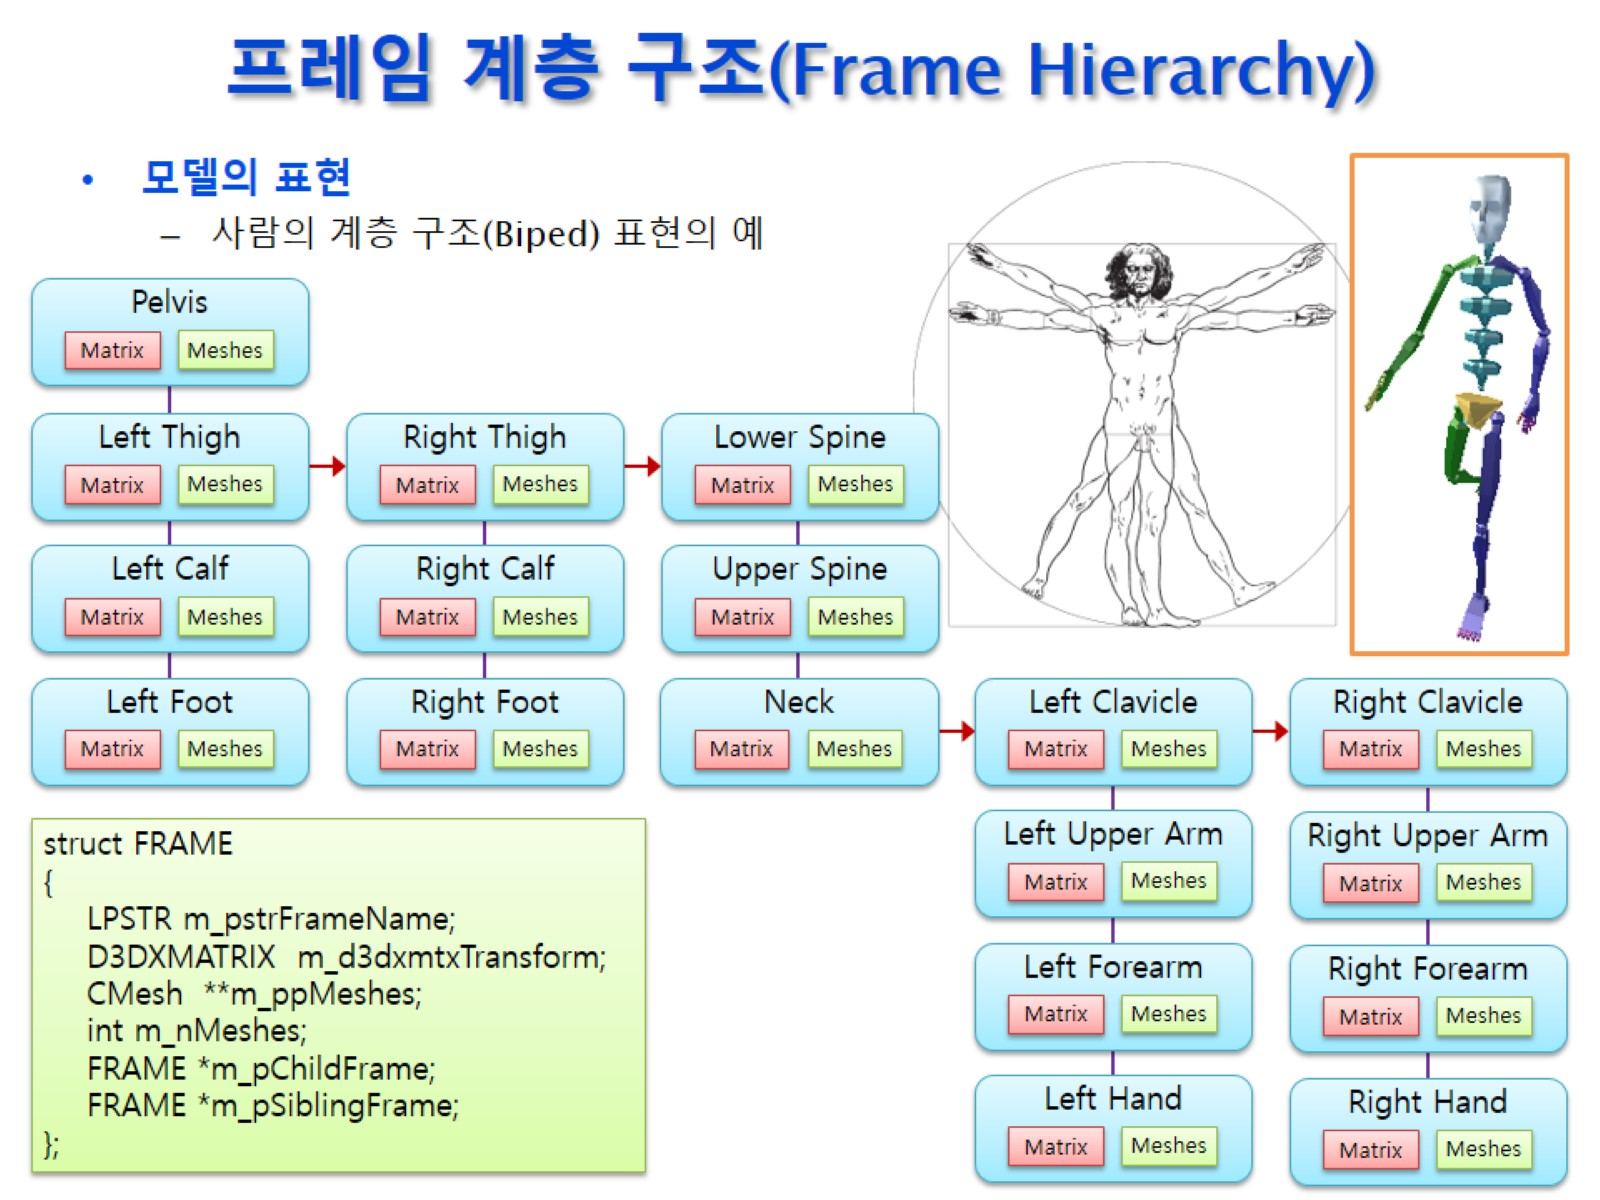 프레임 계층 구조(Frame Hierarchy)
• 모델의 표현
– 사람의 계층 구조(Biped) 표현의 예
Pelvis
Matrix Meshes
Left Thigh Right Thigh Lower Spine
Matrix Meshes Matrix Meshes Matrix Meshes
Left Calf Right Calf Upper Spine
Matrix Meshes Matrix Meshes Matrix Meshes
Left Foot Right Foot Neck Left Clavicle Right Clavicle
Matrix Meshes Matrix Meshes Matrix Meshes Matrix Meshes Matrix Meshes
Left Upper Arm Right Upper Arm
Matrix Meshes Matrix Meshes
Left Forearm Right Forearm
Matrix Meshes Matrix Meshes
Left Hand Right Hand
Matrix Meshes Matrix Meshes
struct FRAME
{
LPSTR m_pstrFrameName;
D3DXMATRIX m_d3dxmtxTransform;
CMesh **m_ppMeshes;
int m_nMeshes;
FRAME *m_pChildFrame;
FRAME *m_pSiblingFrame;
};